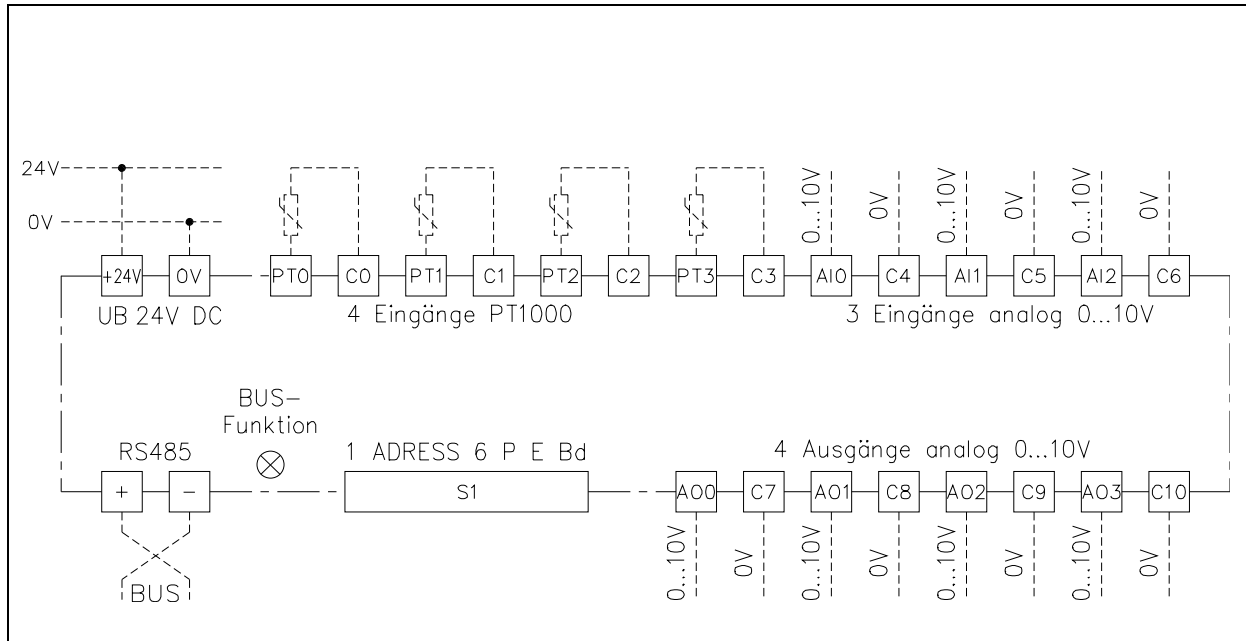 0...10V 0V 0...10V 0V 0...10V 0V
24V
0V
+24V 0V PT0 C0 PT1 C1 PT2 C2 PT3 C3 AI0 C4 AI1 C5 AI2 C6
UB 24V DC 4 Eingänge PT1000 3 Eingänge analog 0...10V
BUS-
Funktion
RS485 1 ADRESS 6 P E Bd 4 Ausgänge analog 0...10V
+ - S1 AO0 C7 AO1 C8 AO2 C9 AO3 C10
0...10V 0V 0...10V 0V 0...10V 0V 0...10V 0V
BUS